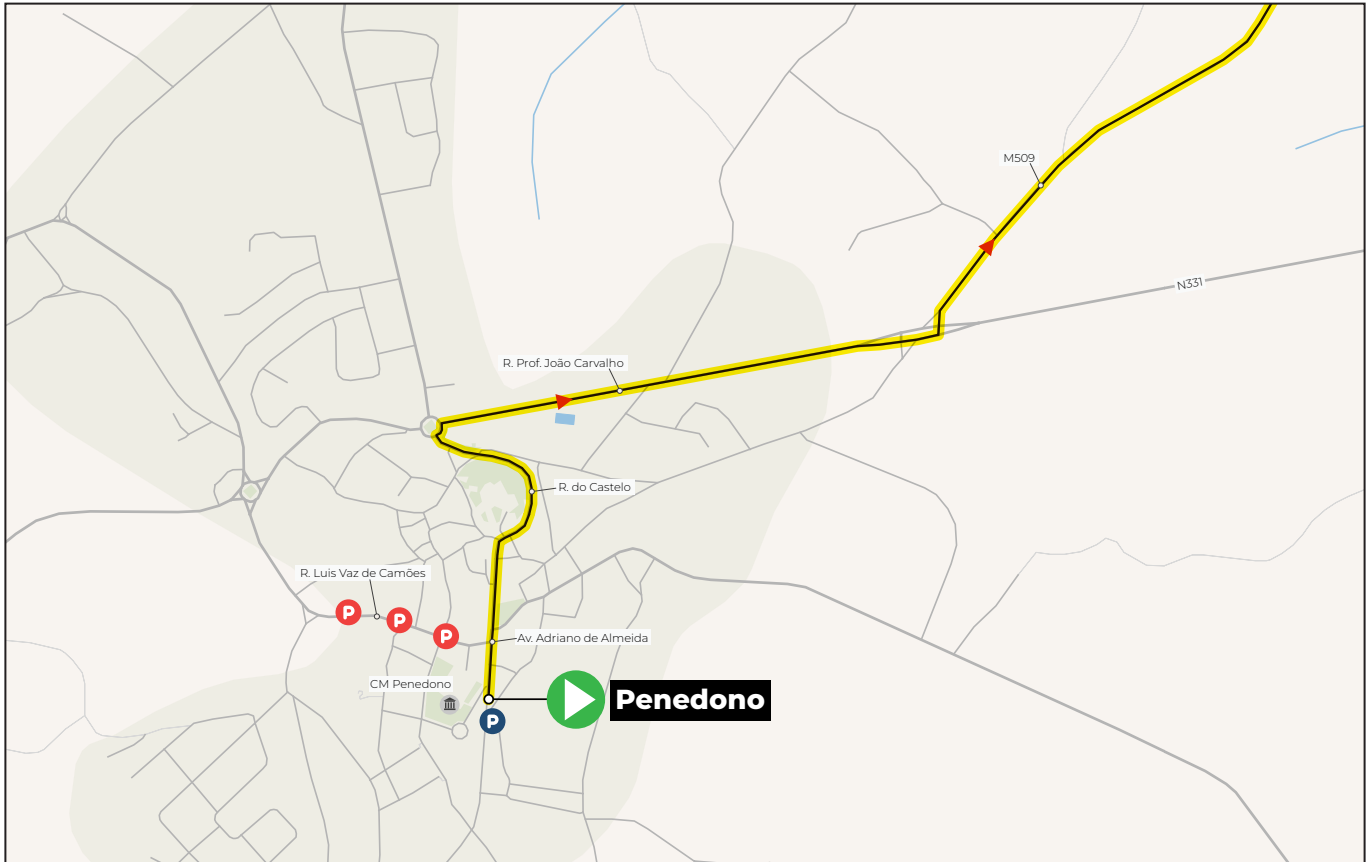 M509
N331
R. Prof. João Carvalho
R. do Castelo
R. Luis Vaz de Camões
P
P
P
Av. Adriano de Almeida
CM Penedono
Penedono
P